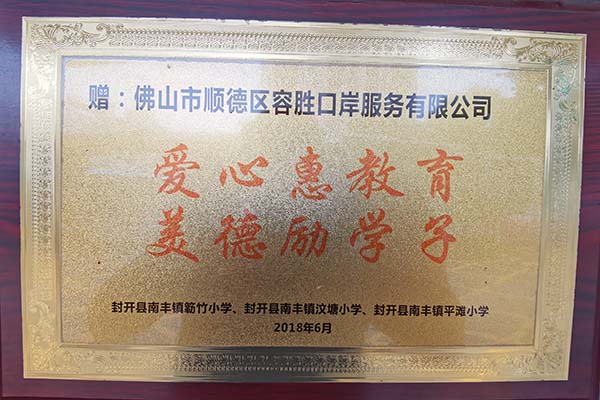 赠：佛山市顺德区容胜口岸服务有限公司
爱心惠教育
美德励学子
封开县南丰镇簕竹小学、封开县南丰镇汶塘小学、封开县南丰镇平滩小学
2018年6月